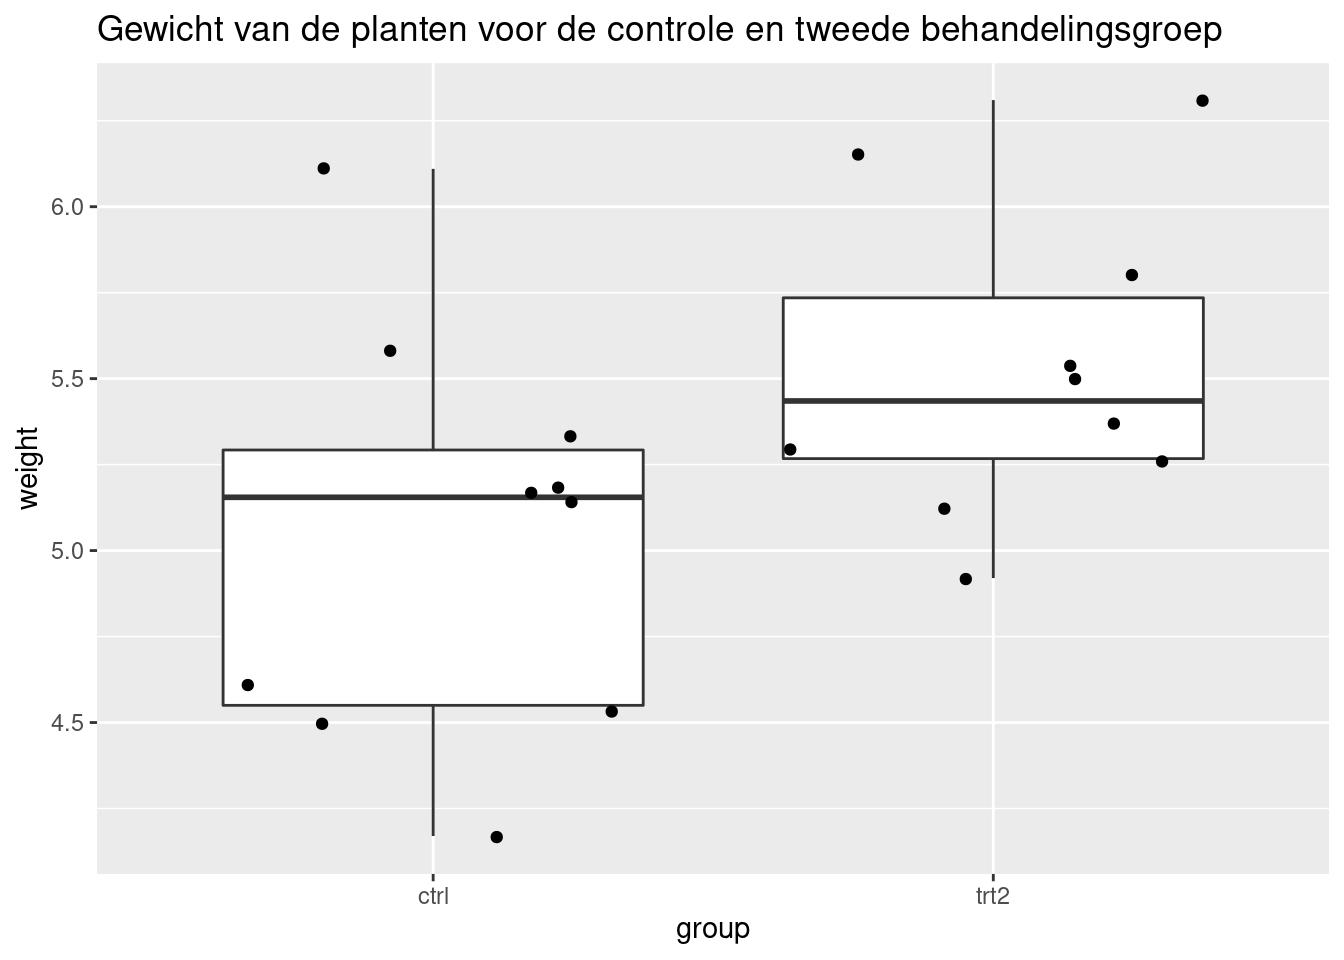 Gewicht van de planten voor de controle en tweede behandelingsgroep
weight
6.0
5.5
5.0
4.5
ctrl trt2
group